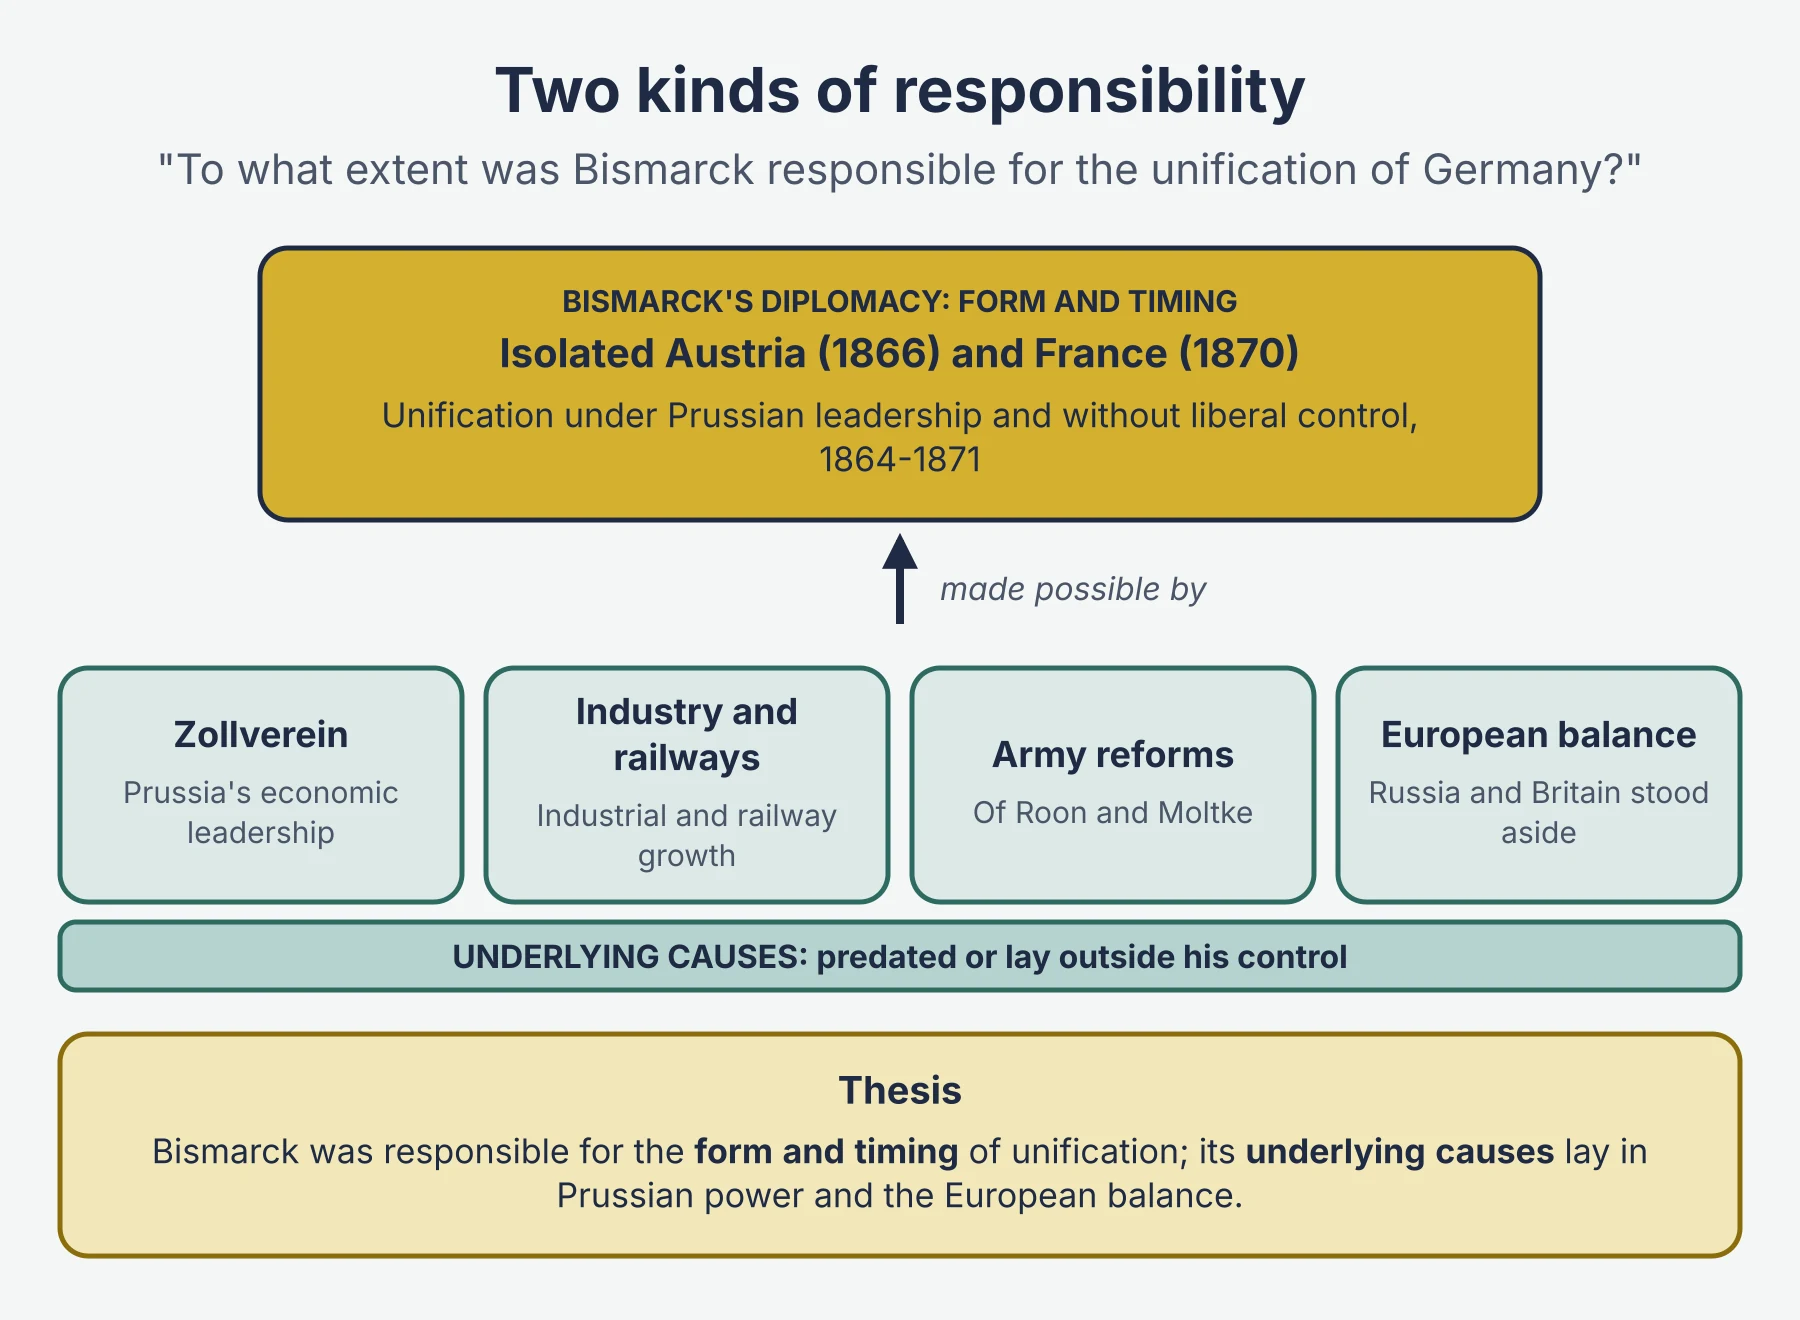 Two kinds of responsibility
"To what extent was Bismarck responsible for the unification of Germany?"
BISMARCK'S DIPLOMACY: FORM AND TIMING
Isolated Austria (1866) and France (1870)
Unification under Prussian leadership and without liberal control,
1864-1871
made possible by
Zollverein
Prussia's economic
leadership
Industry and
railways
Industrial and railway
growth
Army reforms
Of Roon and Moltke
European balance
Russia and Britain stood
aside
UNDERLYING CAUSES: predated or lay outside his control
Thesis
Bismarck was responsible for the form and timing of unification; its underlying causes lay in
Prussian power and the European balance.